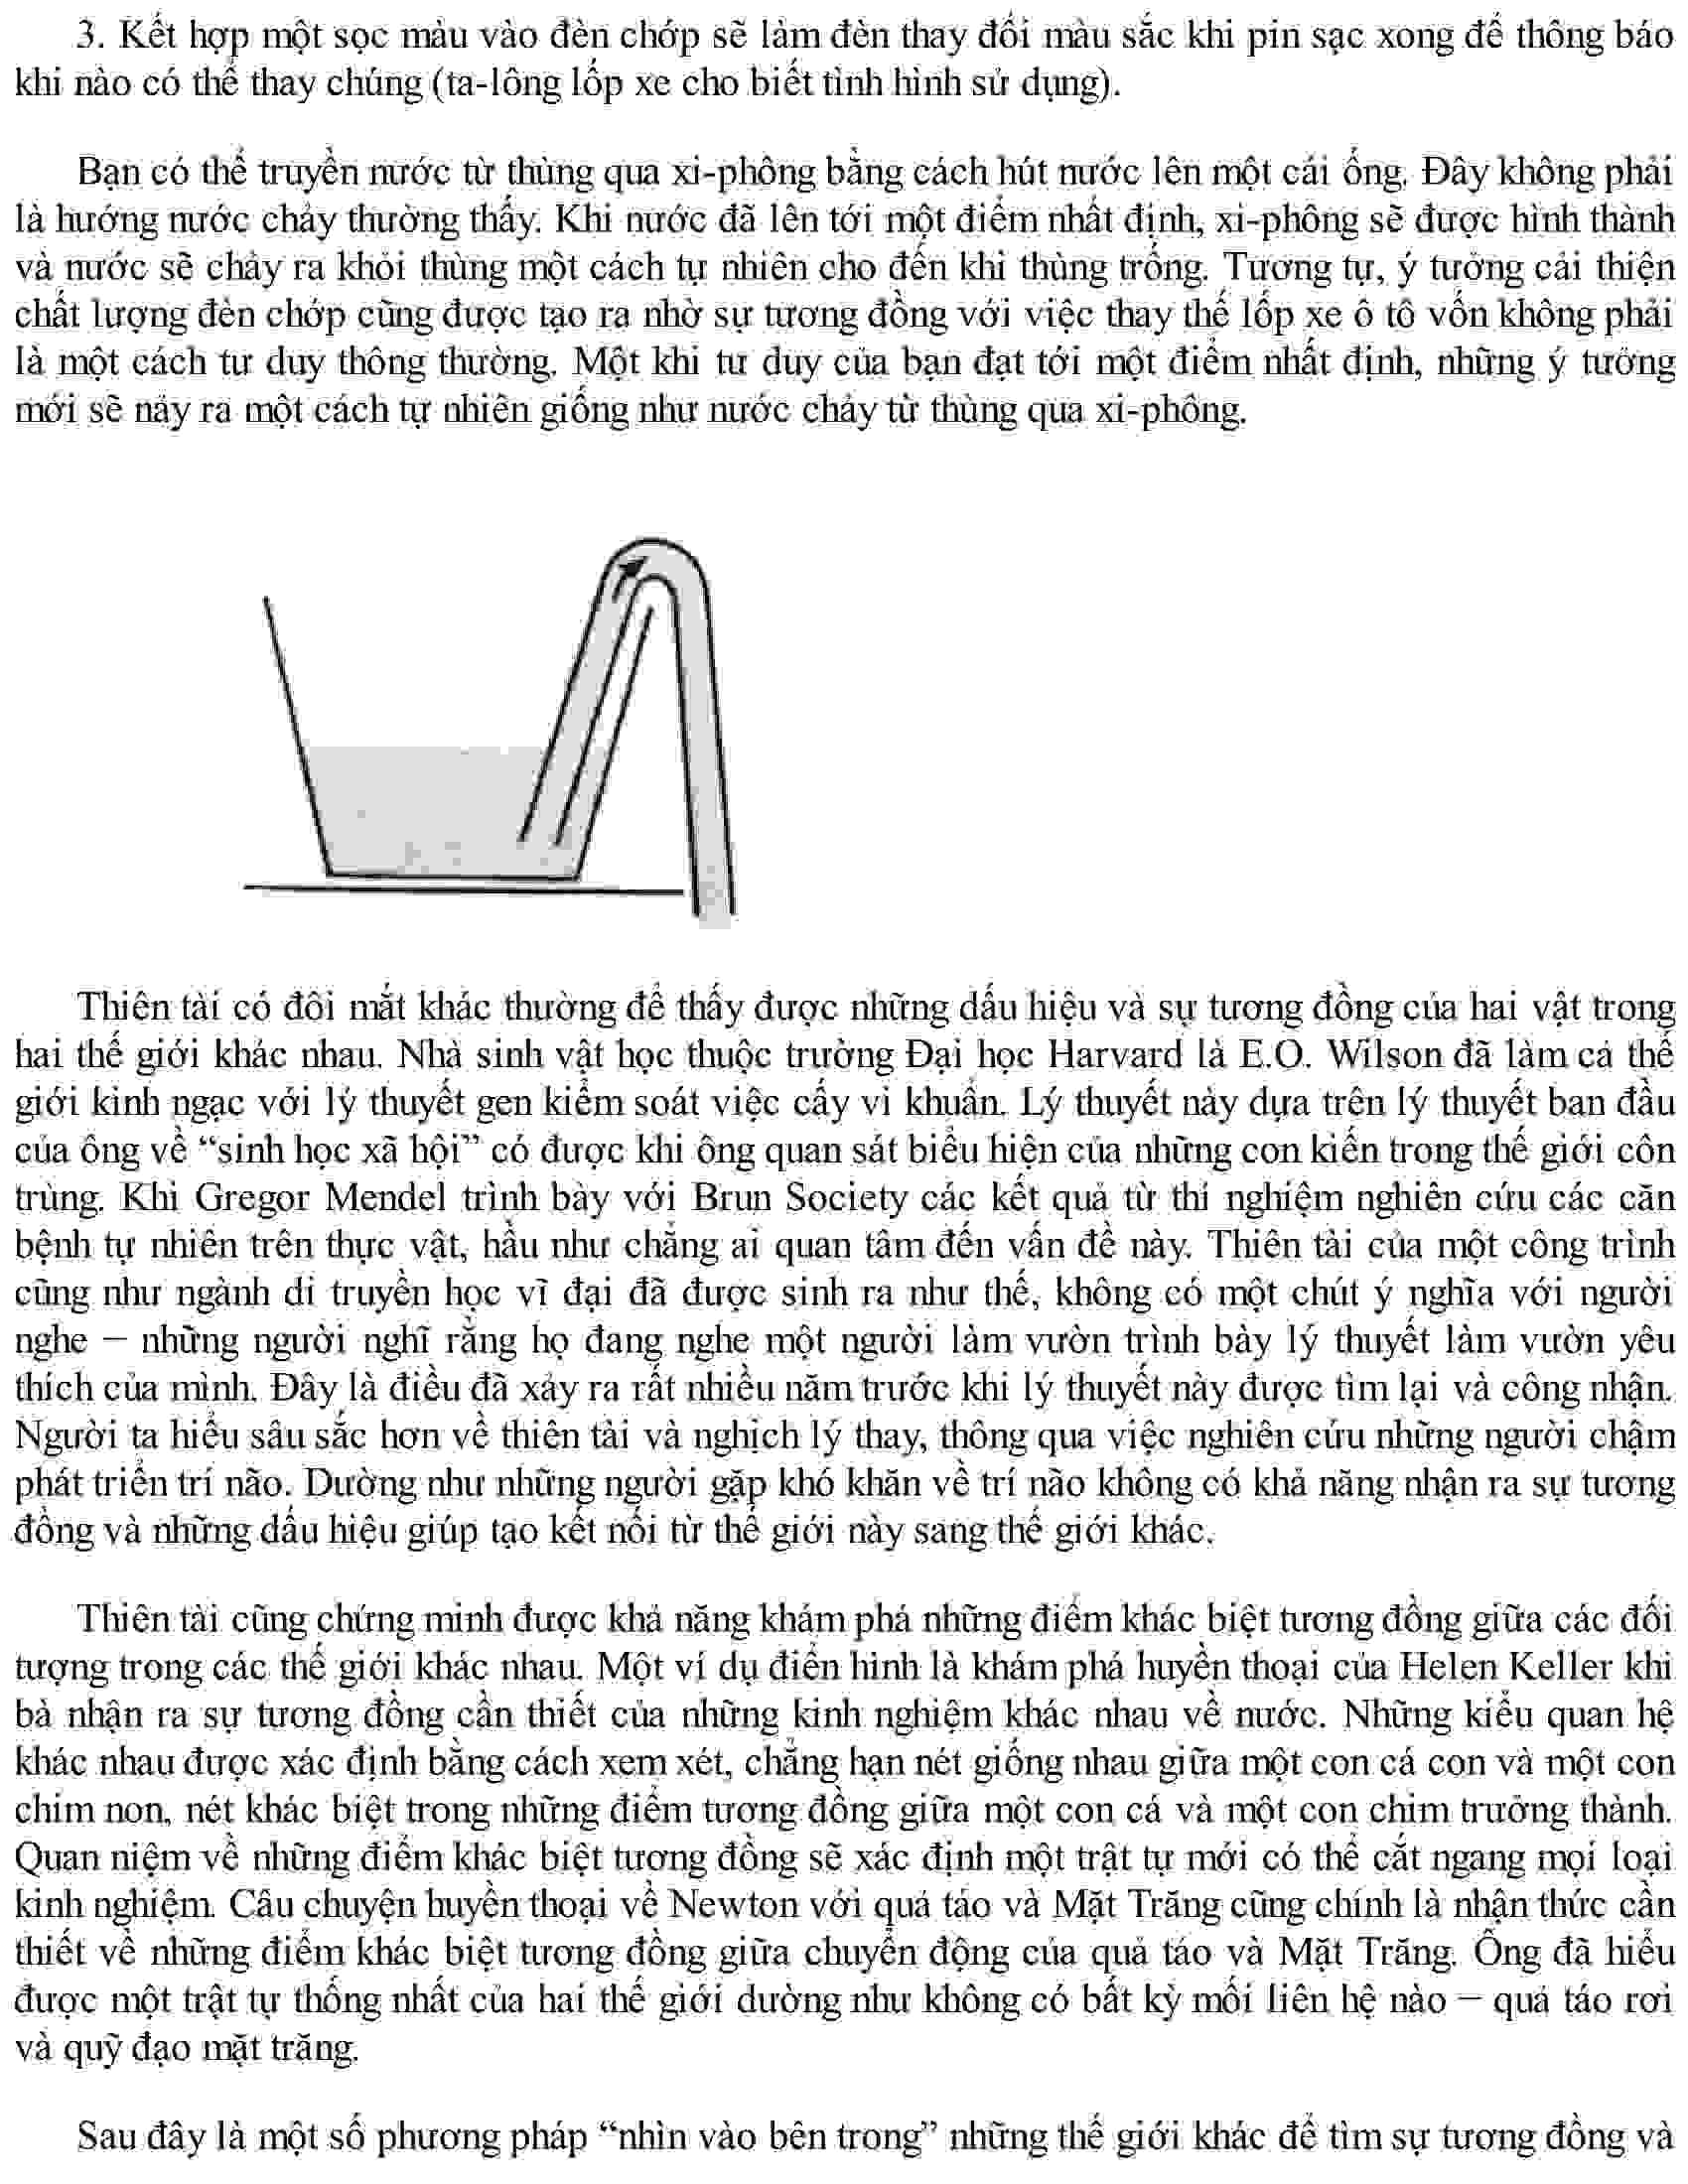 3. Kết hợp một sọc màu vào đèn chớp sẽ làm đèn thay đổi màu sắc khi pin sạc xong để thông báo
khi nào có thể thay chúng (ta-lông lốp xe cho biết tình hình sử dụng).
Bạn có thể truyền nước từ thùng qua xi-phông bằng cách hút nước lên một cái ống. Đây không phải
là hướng nước chảy thường thấy. Khi nước đã lên tới một điểm nhất định, xi-phông sẽ được hình thành
và nước sẽ chảy ra khỏi thùng một cách tự nhiên cho đến khi thùng trống. Tương tự, ý tưởng cải thiện
chất lượng đèn chớp cũng được tạo ra nhờ sự tương đồng với việc thay thế lốp xe ô tô vốn không phải
là một cách tư duy thông thường. Một khi tư duy của bạn đạt tới một điểm nhất định, những ý tưởng
mới sẽ nảy ra một cách tự nhiên giống như nước chảy từ thùng qua xi-phông.
Thiên tài có đôi mắt khác thường để thấy được những dấu hiệu và sự tương đồng của hai vật trong
hai thế giới khác nhau. Nhà sinh vật học thuộc trường Đại học Harvard là E.O. Wilson đã làm cả thế
giới kinh ngạc với lý thuyết gen kiểm soát việc cấy vi khuẩn. Lý thuyết này dựa trên lý thuyết ban đầu
của ông về “sinh học xã hội” có được khi ông quan sát biểu hiện của những con kiến trong thế giới côn
trùng. Khi Gregor Mendel trình bày với Brun Society các kết quả từ thí nghiệm nghiên cứu các căn
bệnh tự nhiên trên thực vật, hầu như chẳng ai quan tâm đến vấn đề này. Thiên tài của một công trình
cũng như ngành di truyền học vĩ đại đã được sinh ra như thế, không có một chút ý nghĩa với người
nghe – những người nghĩ rằng họ đang nghe một người làm vườn trình bày lý thuyết làm vườn yêu
thích của mình. Đây là điều đã xảy ra rất nhiều năm trước khi lý thuyết này được tìm lại và công nhận.
Người ta hiểu sâu sắc hơn về thiên tài và nghịch lý thay, thông qua việc nghiên cứu những người chậm
phát triển trí não. Dường như những người gặp khó khăn về trí não không có khả năng nhận ra sự tương
đồng và những dấu hiệu giúp tạo kết nối từ thế giới này sang thế giới khác.
Thiên tài cũng chứng minh được khả năng khám phá những điểm khác biệt tương đồng giữa các đối
tượng trong các thế giới khác nhau. Một ví dụ điển hình là khám phá huyền thoại của Helen Keller khi
bà nhận ra sự tương đồng cần thiết của những kinh nghiệm khác nhau về nước. Những kiểu quan hệ
khác nhau được xác định bằng cách xem xét, chẳng hạn nét giống nhau giữa một con cá con và một con
chim non, nét khác biệt trong những điểm tương đồng giữa một con cá và một con chim trưởng thành.
Quan niệm về những điểm khác biệt tương đồng sẽ xác định một trật tự mới có thể cắt ngang mọi loại
kinh nghiệm. Câu chuyện huyền thoại về Newton với quả táo và Mặt Trăng cũng chính là nhận thức cần
thiết về những điểm khác biệt tương đồng giữa chuyển động của quả táo và Mặt Trăng. Ông đã hiểu
được một trật tự thống nhất của hai thế giới dường như không có bất kỳ mối liên hệ nào – quả táo rơi
và quỹ đạo mặt trăng.
Sau đây là một số phương pháp “nhìn vào bên trong” những thế giới khác để tìm sự tương đồng và